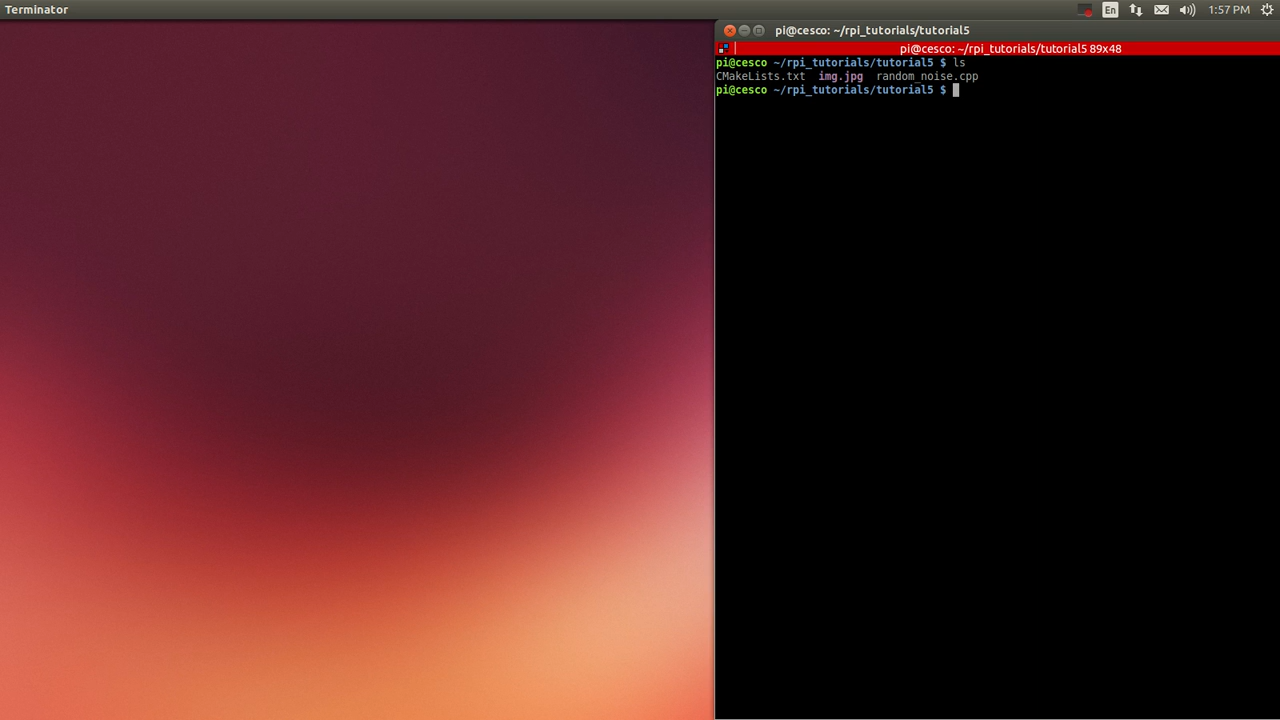 Terminator
En
1:57 PM
pi@cesco: ~/rpi_tutorials/tutorial5
pi@cesco: ~/rpi_tutorials/tutorial5 89x48
pi@cesco ~/rpi_tutorials/tutorial5 $ ls
CMakeLists.txt img.jpg random_noise.cpp
pi@cesco ~/rpi_tutorials/tutorial5 $